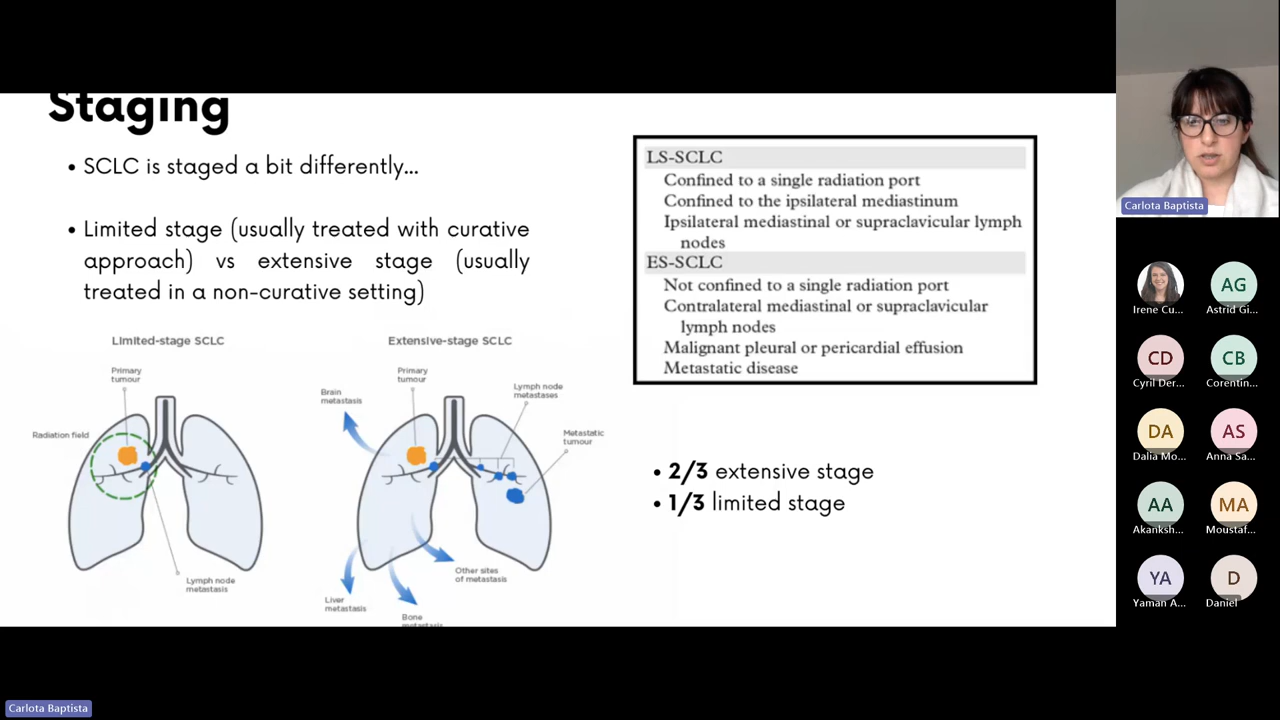 Staging
• SCLC is staged a bit differently...
• Limited stage (usually treated with curative
approach) vs extensive stage (usually
treated in a non-curative setting)
LS-SCLC
Confined to a single radiation port
Confined to the ipsilateral mediastinum
Ipsilateral mediastinal or supraclavicular lymph
nodes
ES-SCLC
Not confined to a single radiation port
Contralateral mediastinal or supraclavicular
lymph nodes
Malignant pleural or pericardial effusion
Metastatic disease
Limited-stage SCLC
Primary
tumour
Radiation field
Lymph node
metastasis
Extensive-stage SCLC
Primary
tumour
Brain
metastasis
Lymph node
metastases
Metastatic
tumour
Other sites
of metastasis
Liver
metastasis
Bone
metastasis
• 2/3 extensive stage
• 1/3 limited stage
Carlota Baptista
Irene Cu...
AG
Astrid Gi...
CD
Cyril Der...
CB
Corentin...
DA
Dalia Mo...
AS
Anna Sa...
AA
Akanksh...
MA
Moustaf...
YA
Yaman A...
D
Daniel
Carlota Baptista